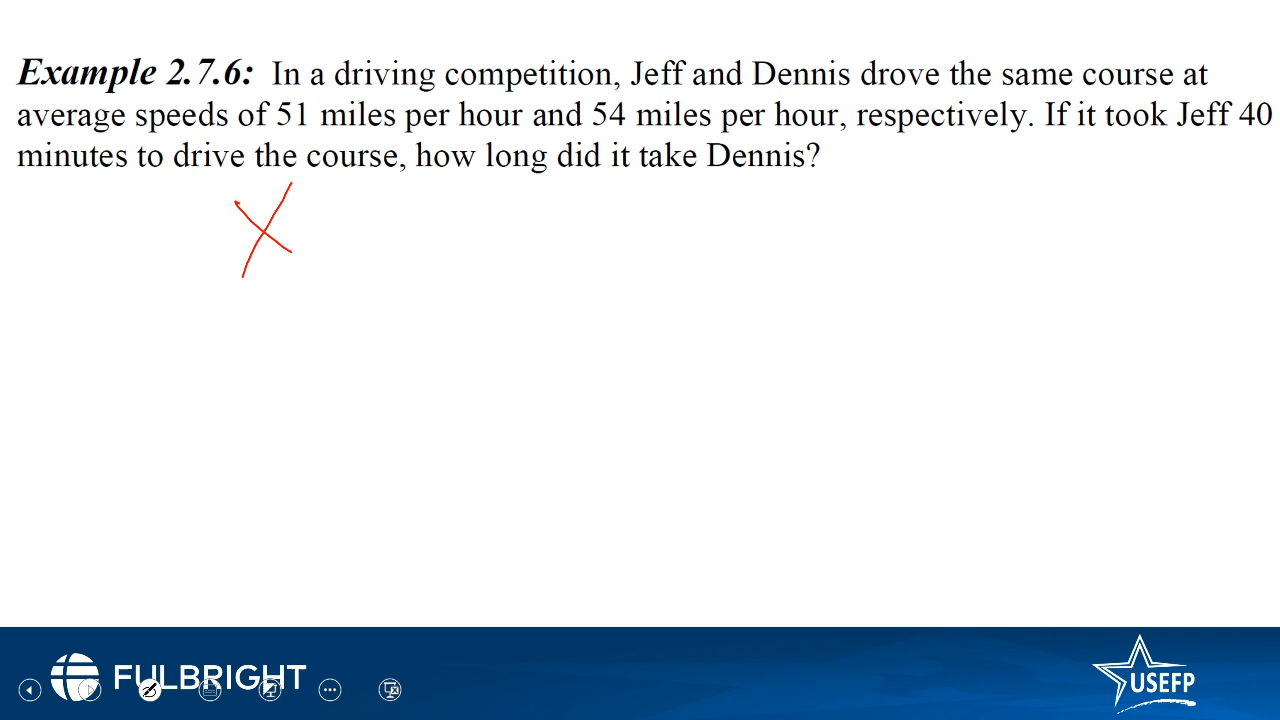 Example 2.7.6: In a driving competition, Jeff and Dennis drove the same course at
average speeds of 51 miles per hour and 54 miles per hour, respectively. If it took Jeff 40
minutes to drive the course, how long did it take Dennis?
X
FULBRIGHT
USEFP